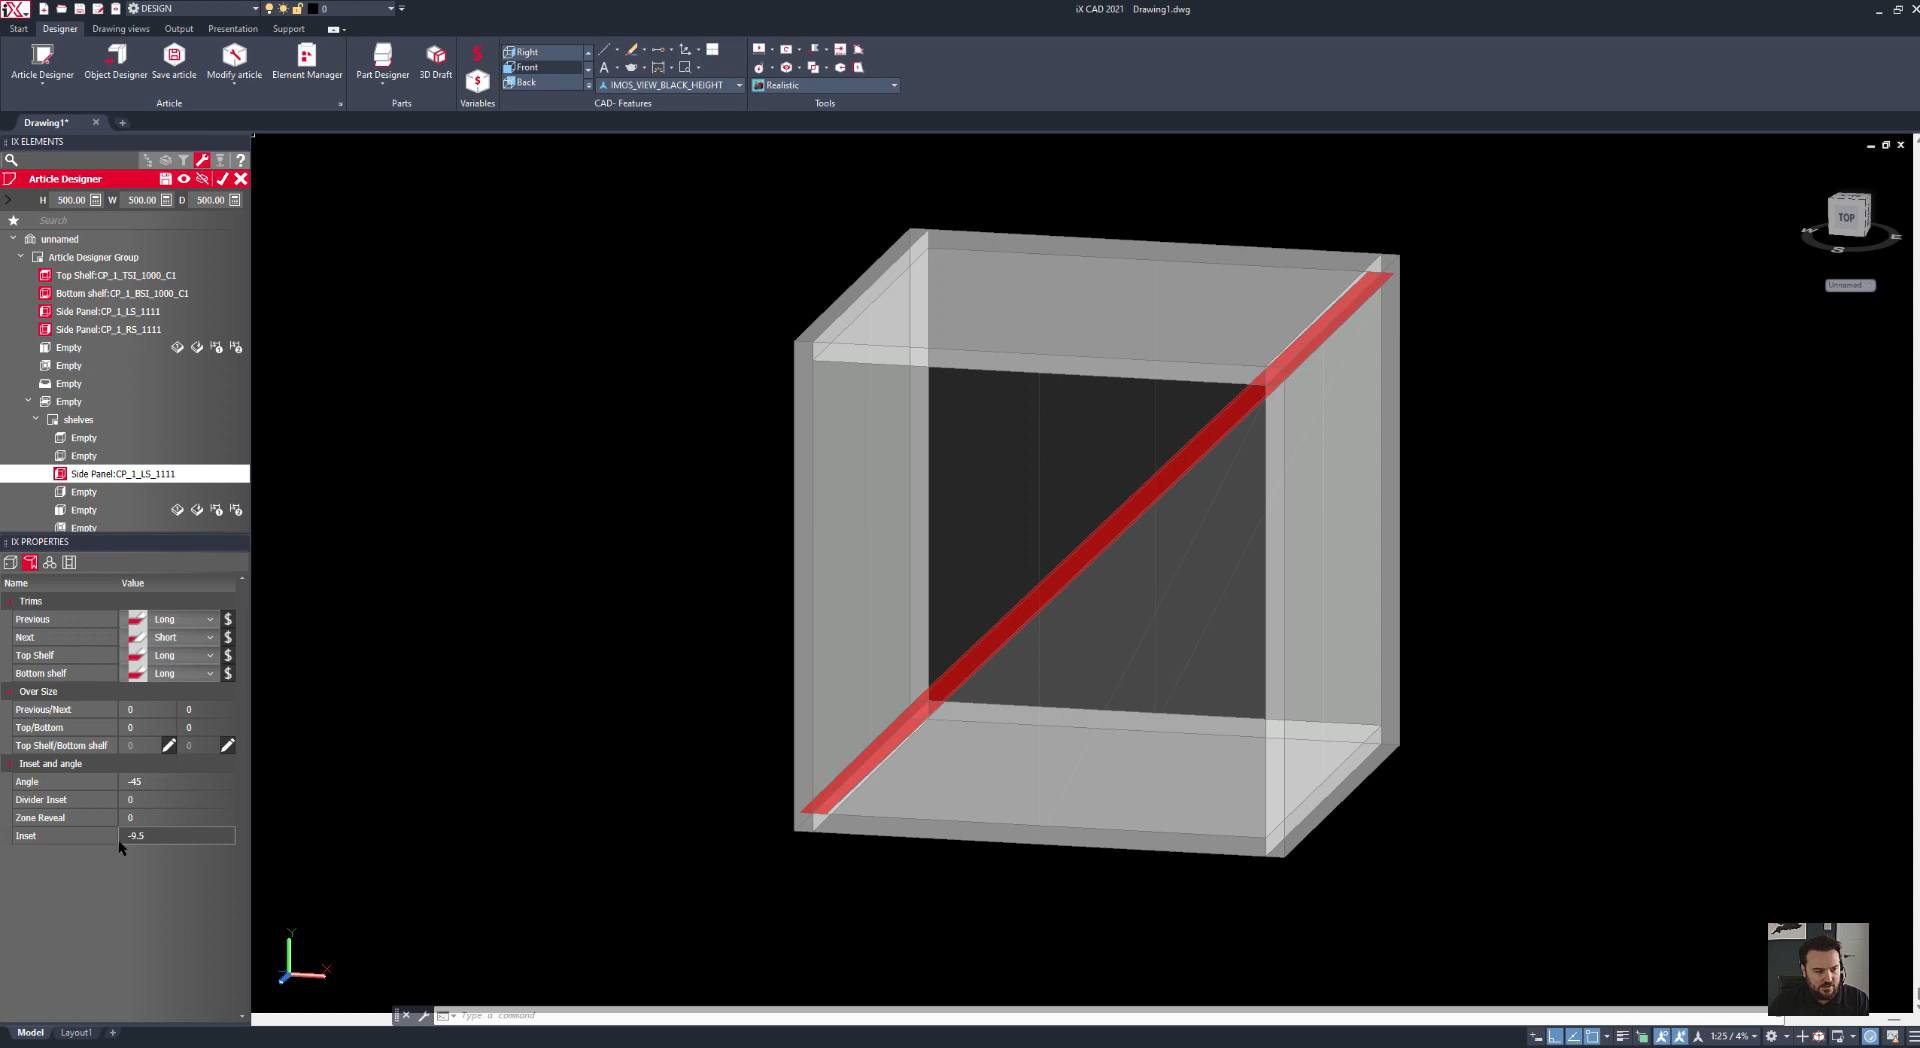 iX DESIGN 0 iX CAD 2021 Drawing1.dwg
Start Designer Drawing views Output Presentation Support
Article Designer Object Designer Save article Modify article Element Manager Part Designer 3D Draft
Right
Front
Back
IMOS_VIEW_BLACK_HEIGHT Realistic
Article Parts Variables CAD- Features Tools
Drawing1*
IX ELEMENTS
Article Designer
H 500.00 W 500.00 D 500.00
Search
unnamed
Article Designer Group
Top Shelf:CP_1_TSI_1000_C1
Bottom shelf:CP_1_BSI_1000_C1
Side Panel:CP_1_LS_1111
Side Panel:CP_1_RS_1111
Empty
Empty
Empty
Empty
shelves
Empty
Empty
Side Panel:CP_1_LS_1111
Empty
Empty
Empty
IX PROPERTIES
Name Value
Trims
Previous Long $
Next Short $
Top Shelf Long $
Bottom shelf Long $
Over Size
Previous/Next 0 0
Top/Bottom 0 0
Top Shelf/Bottom shelf 0 0
Inset and angle
Angle -45
Divider Inset 0
Zone Reveal 0
Inset -9.5
TOP
W S E
Unnamed
Y
X
Type a command
Model Layout1
1:25 / 4%